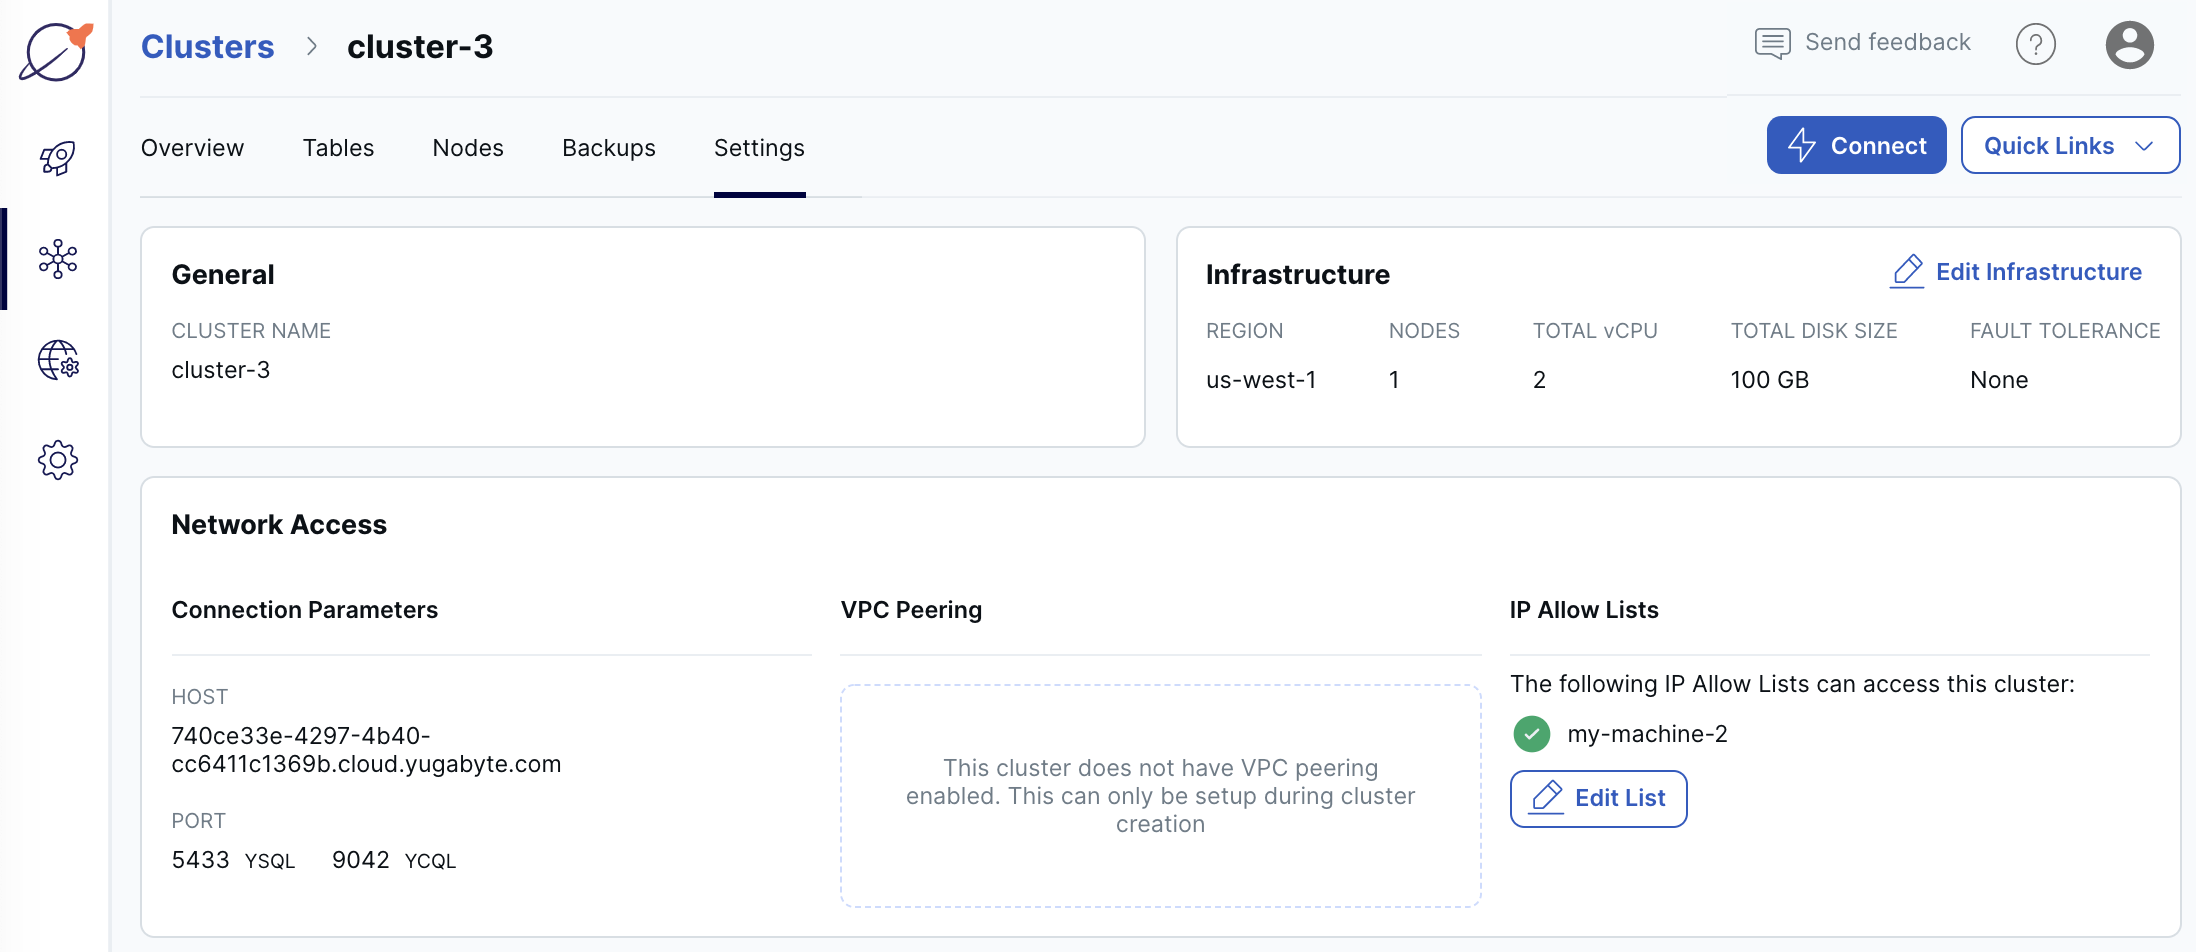 Clusters > cluster-3
Send feedback
?
Overview Tables Nodes Backups Settings
Connect
Quick Links
General
CLUSTER NAME
cluster-3
Infrastructure
Edit Infrastructure
REGION NODES TOTAL vCPU TOTAL DISK SIZE FAULT TOLERANCE
us-west-1 1 2 100 GB None
Network Access
Connection Parameters
HOST
740ce33e-4297-4b40-
cc6411c1369b.cloud.yugabyte.com
PORT
5433 YSQL 9042 YCQL
VPC Peering
This cluster does not have VPC peering
enabled. This can only be setup during cluster
creation
IP Allow Lists
The following IP Allow Lists can access this cluster:
my-machine-2
Edit List